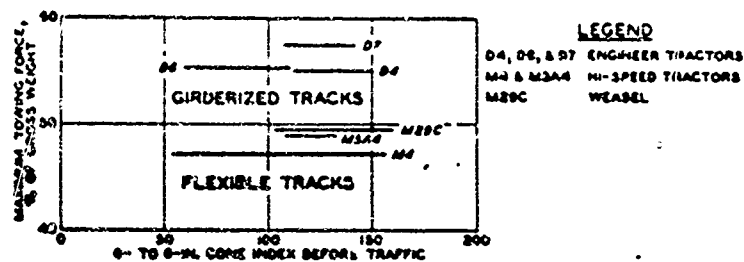 LEGEND
D4, D6, & D7 ENGINEER TRACTORS
M4 & M5A4 HI-SPEED TRACTORS
M29C WEASEL
MAXIMUM TOWING FORCE,
% OF GROSS WEIGHT
60
50
40
D7
D6
D4
GIRDERIZED TRACKS
M29C
M5A4
M4
FLEXIBLE TRACKS
0 50 100 150 200
6- TO 6-IN. CONE INDEX BEFORE TRAFFIC